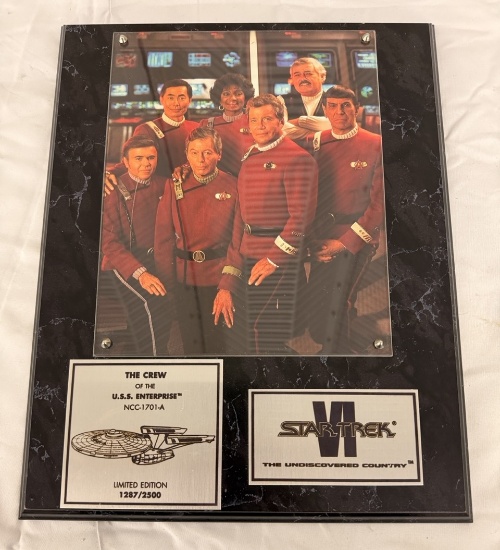 THE CREW
OF THE
U.S.S. ENTERPRISE™
NCC-1701-A
LIMITED EDITION
1287/2500
VI
STAR TREK®
THE UNDISCOVERED COUNTRY™